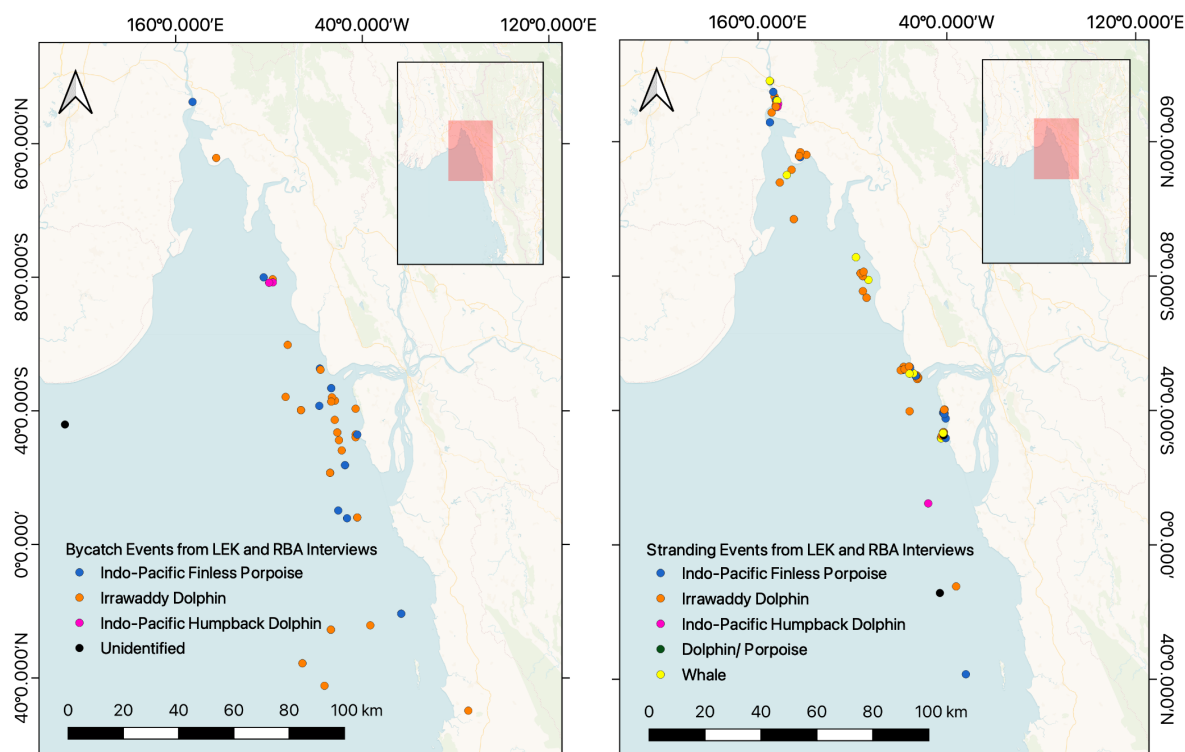 160°0.000'E 40°0.000'W 120°0.000'E
60°0.000'N
80°0.000'S
40°0.000'S
0°0.000'
40°0.000'N
Bycatch Events from LEK and RBA Interviews
Indo-Pacific Finless Porpoise
Irrawaddy Dolphin
Indo-Pacific Humpback Dolphin
Unidentified
0 20 40 60 80 100 km
160°0.000'E 40°0.000'W 120°0.000'E
60°0.000'N
8°0.000'S
4°0.000'S
0°0.000'
40°0.000'N
Stranding Events from LEK and RBA Interviews
Indo-Pacific Finless Porpoise
Irrawaddy Dolphin
Indo-Pacific Humpback Dolphin
Dolphin/ Porpoise
Whale
0 20 40 60 80 100 km